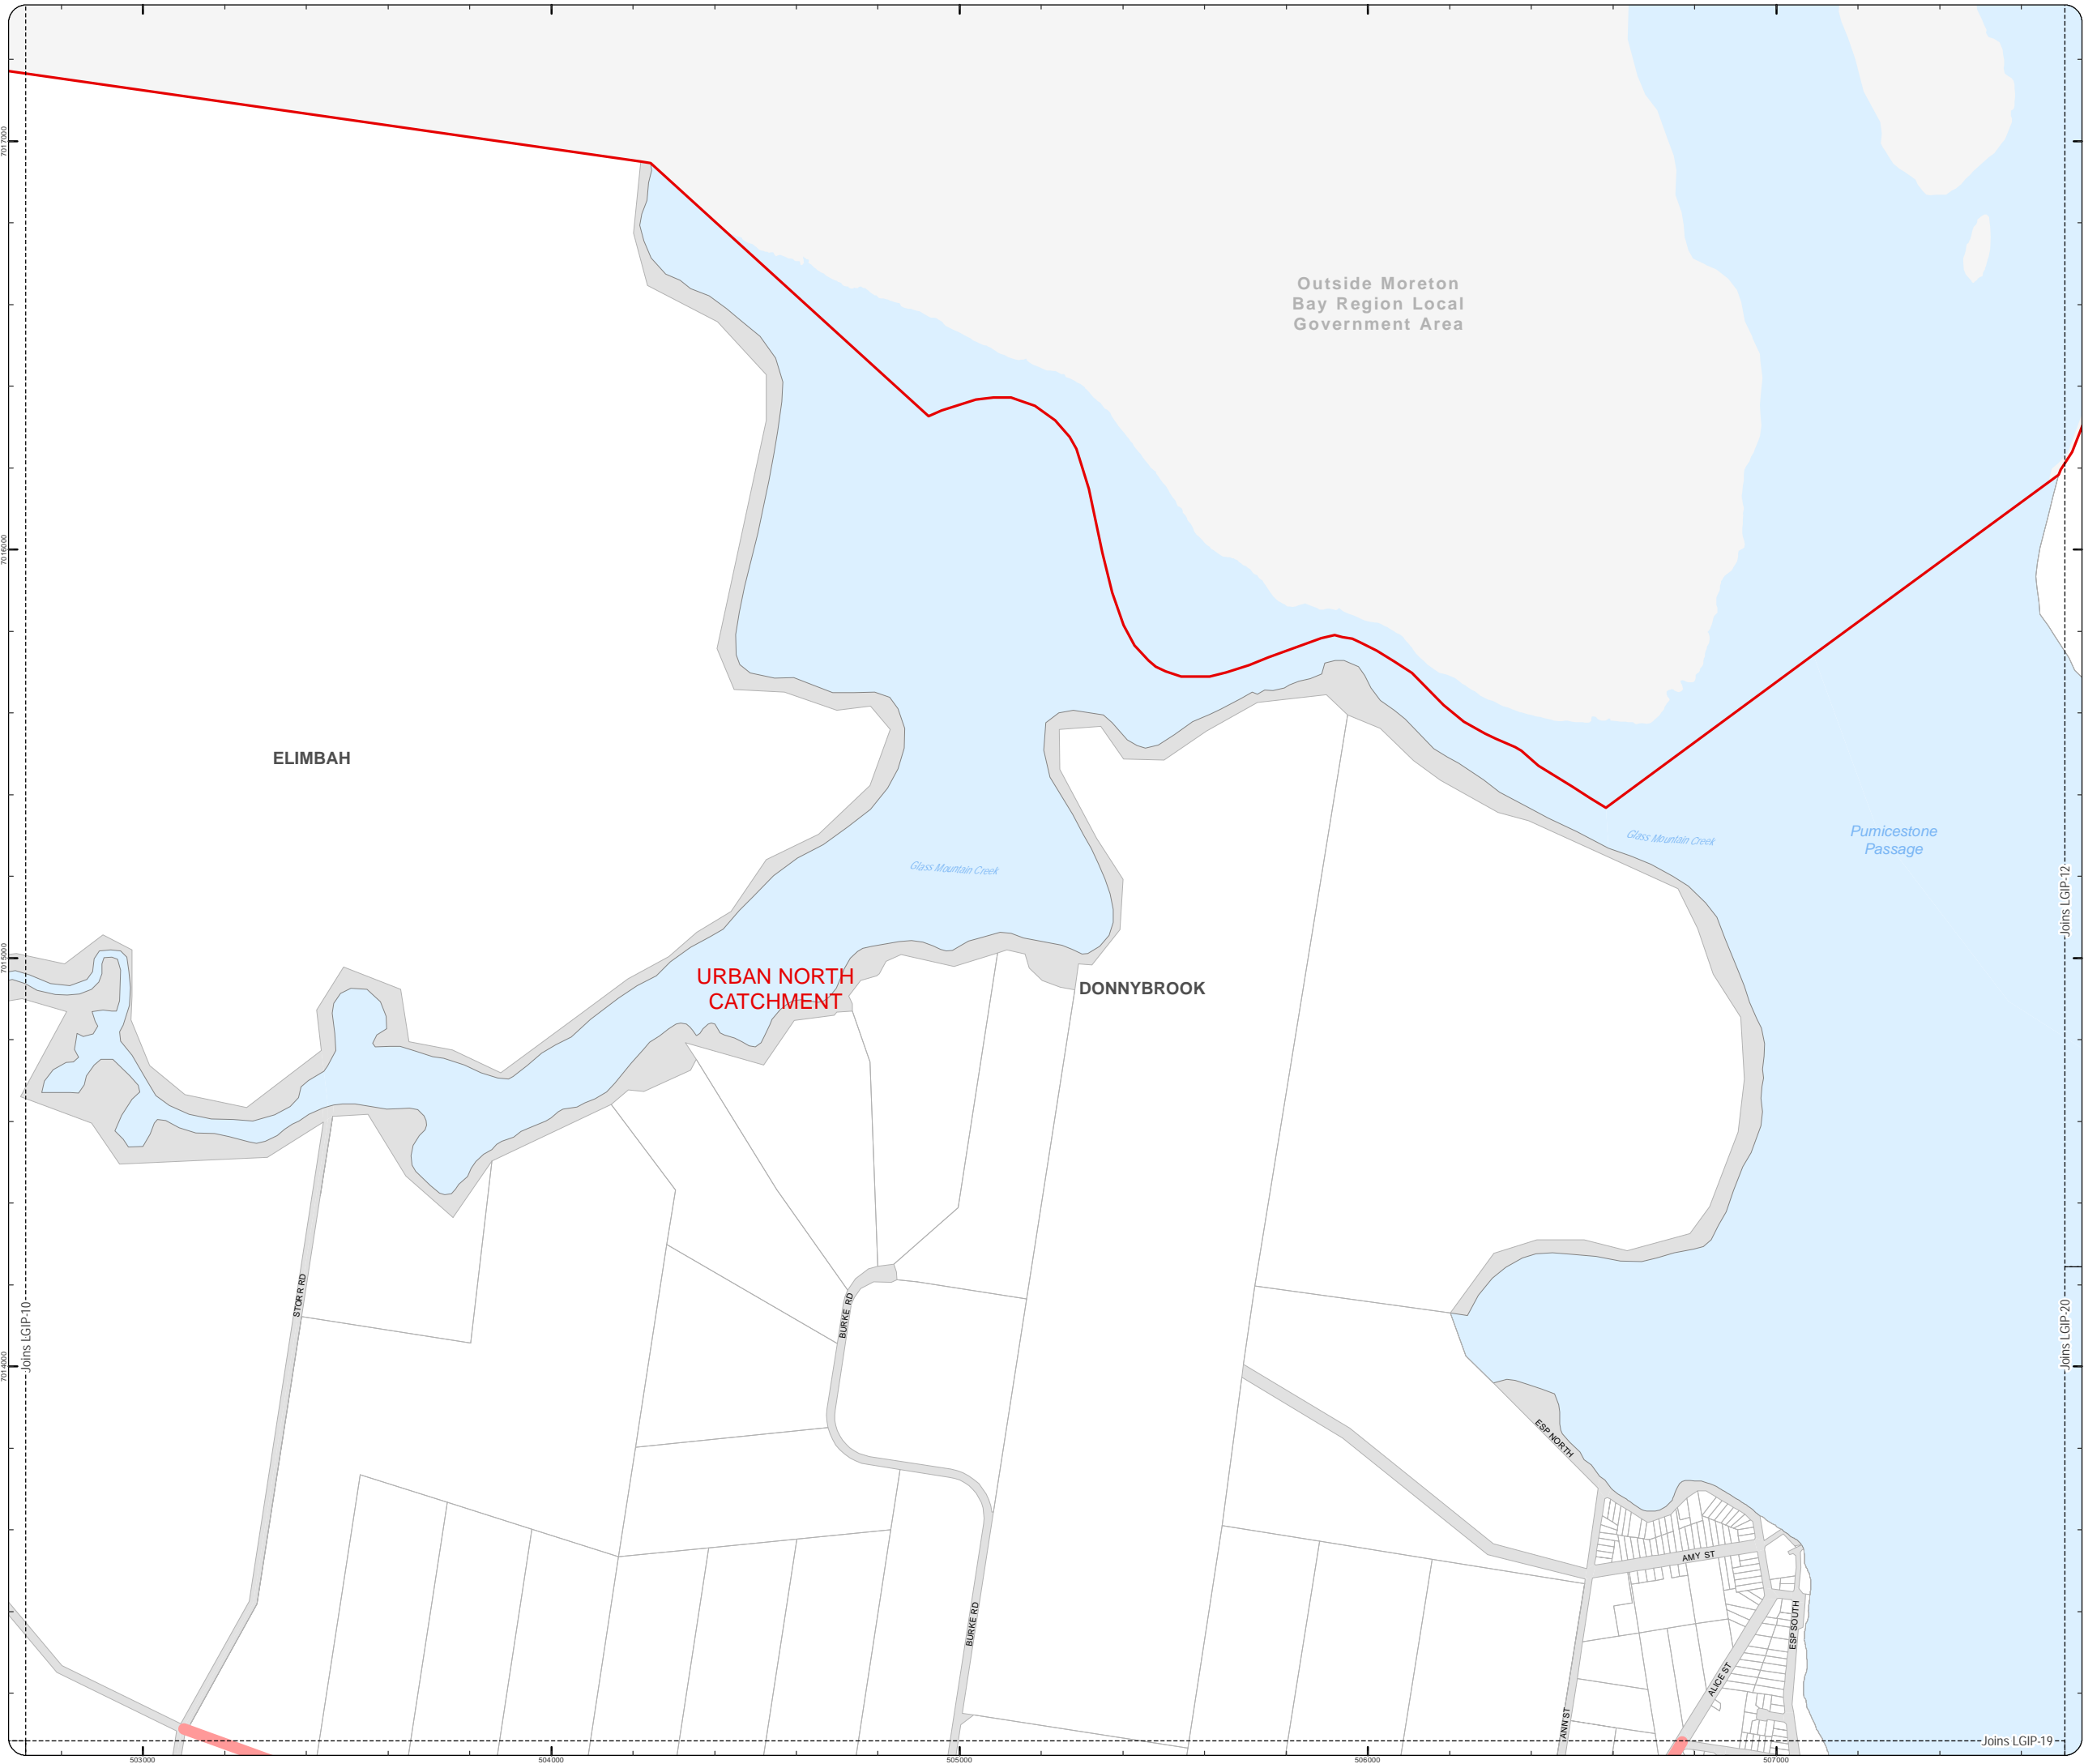 7017000
Outside Moreton
Bay Region Local
Government Area
7016000
ELIMBAH
Glass Mountain Creek
Pumicestone
Passage
Glass Mountain Creek
Joins LGIP-12
7015000
URBAN NORTH
CATCHMENT
DONNYBROOK
STORR RD
BURKE RD
Joins LGIP-10
Joins LGIP-20
7014000
ESP NORTH
AMY ST
BURKE RD
ESP SOUTH
ALICE ST
ANN ST
Joins LGIP-19
503000
504000
505000
506000
507000